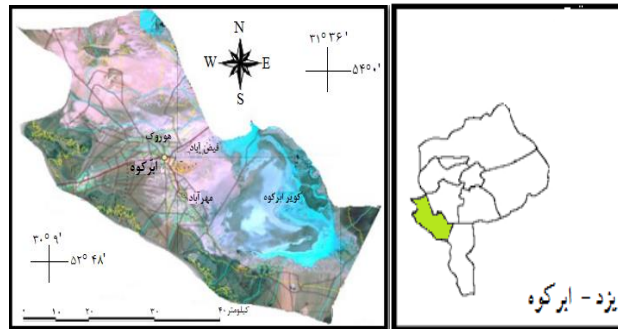 N
W E
S
۳۱° ۳۶'
۵۴° ۰'
هوروک
فیض آباد
ابرکوه
مهرآباد
کویر ابرکوه
۳۰° ۹'
۵۲° ۴۸'
۰ ۱۰ ۲۰ ۳۰ ۴۰ کیلومتر
یزد - ابرکوه